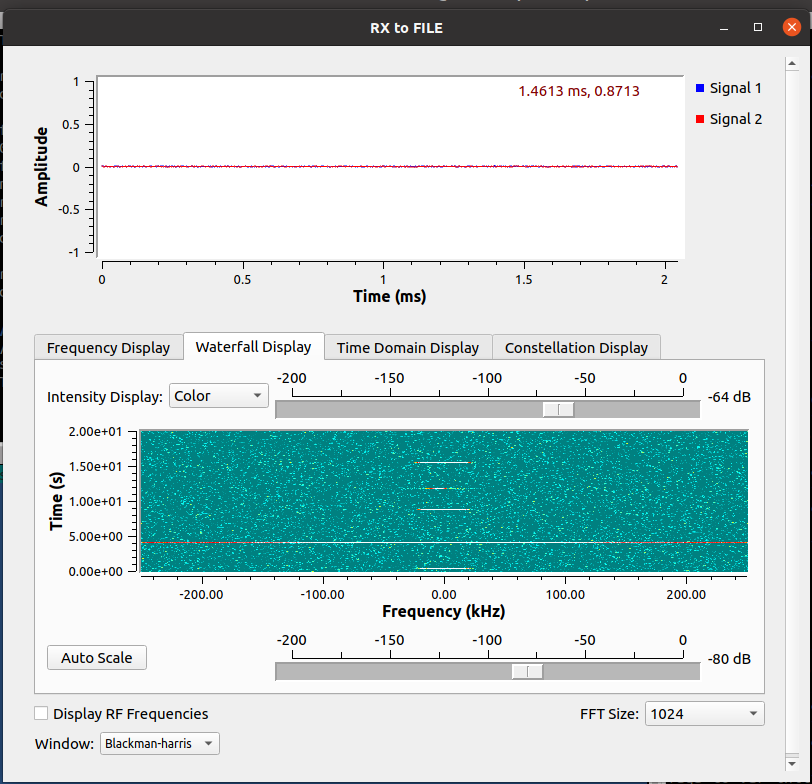 RX to FILE
1.4613 ms, 0.8713
Signal 1
Signal 2
Amplitude
1
0.5
0
-0.5
-1
0 0.5 1 1.5 2
Time (ms)
Frequency Display Waterfall Display Time Domain Display Constellation Display
Intensity Display: Color
-200 -150 -100 -50 0
-64 dB
Time (s)
2.00e+01
1.50e+01
1.00e+01
5.00e+00
0.00e+00
-200.00 -100.00 0.00 100.00 200.00
Frequency (kHz)
Auto Scale
-200 -150 -100 -50 0
-80 dB
Display RF Frequencies
FFT Size: 1024
Window: Blackman-harris